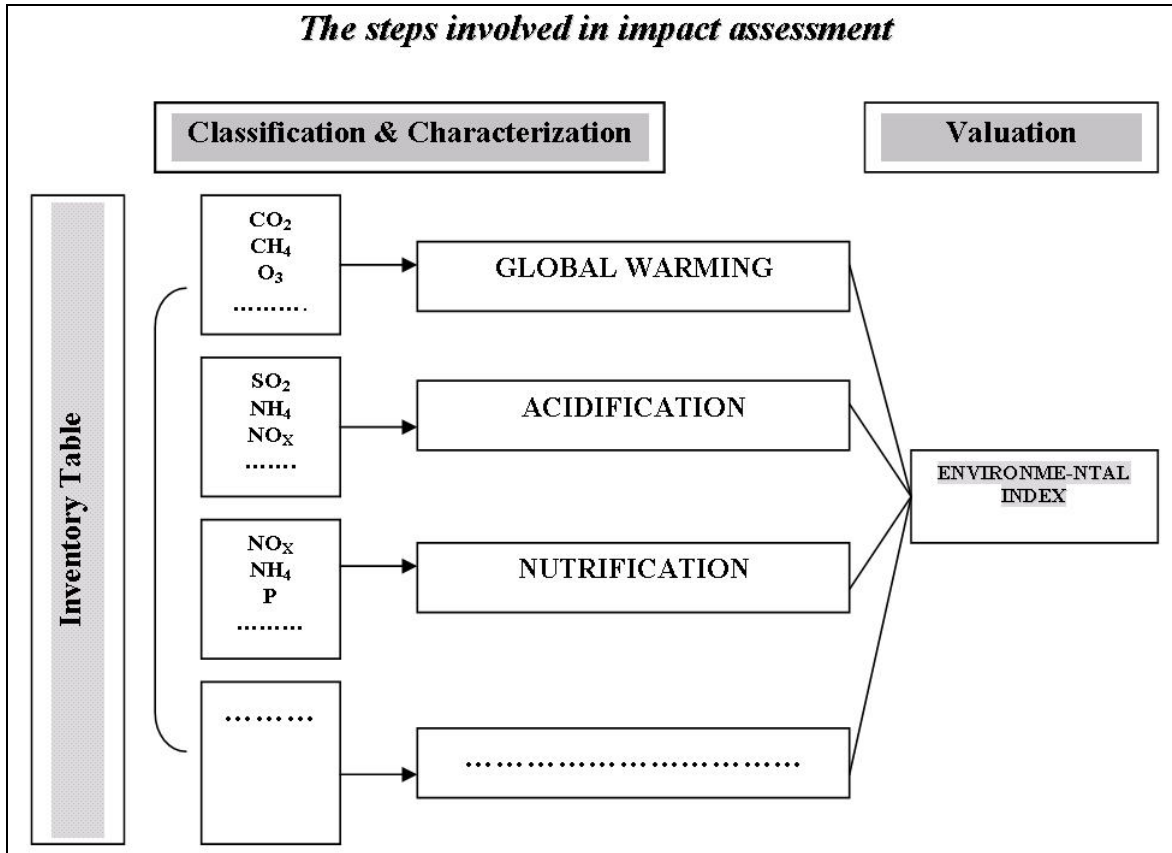 The steps involved in impact assessment
Classification & Characterization
Valuation
Inventory Table
CO₂
CH₄
O₃
……….
GLOBAL WARMING
SO₂
NH₄
NOₓ
…….
ACIDIFICATION
NOₓ
NH₄
P
………
NUTRIFICATION
………
……………………………
ENVIRONME-NTAL
INDEX